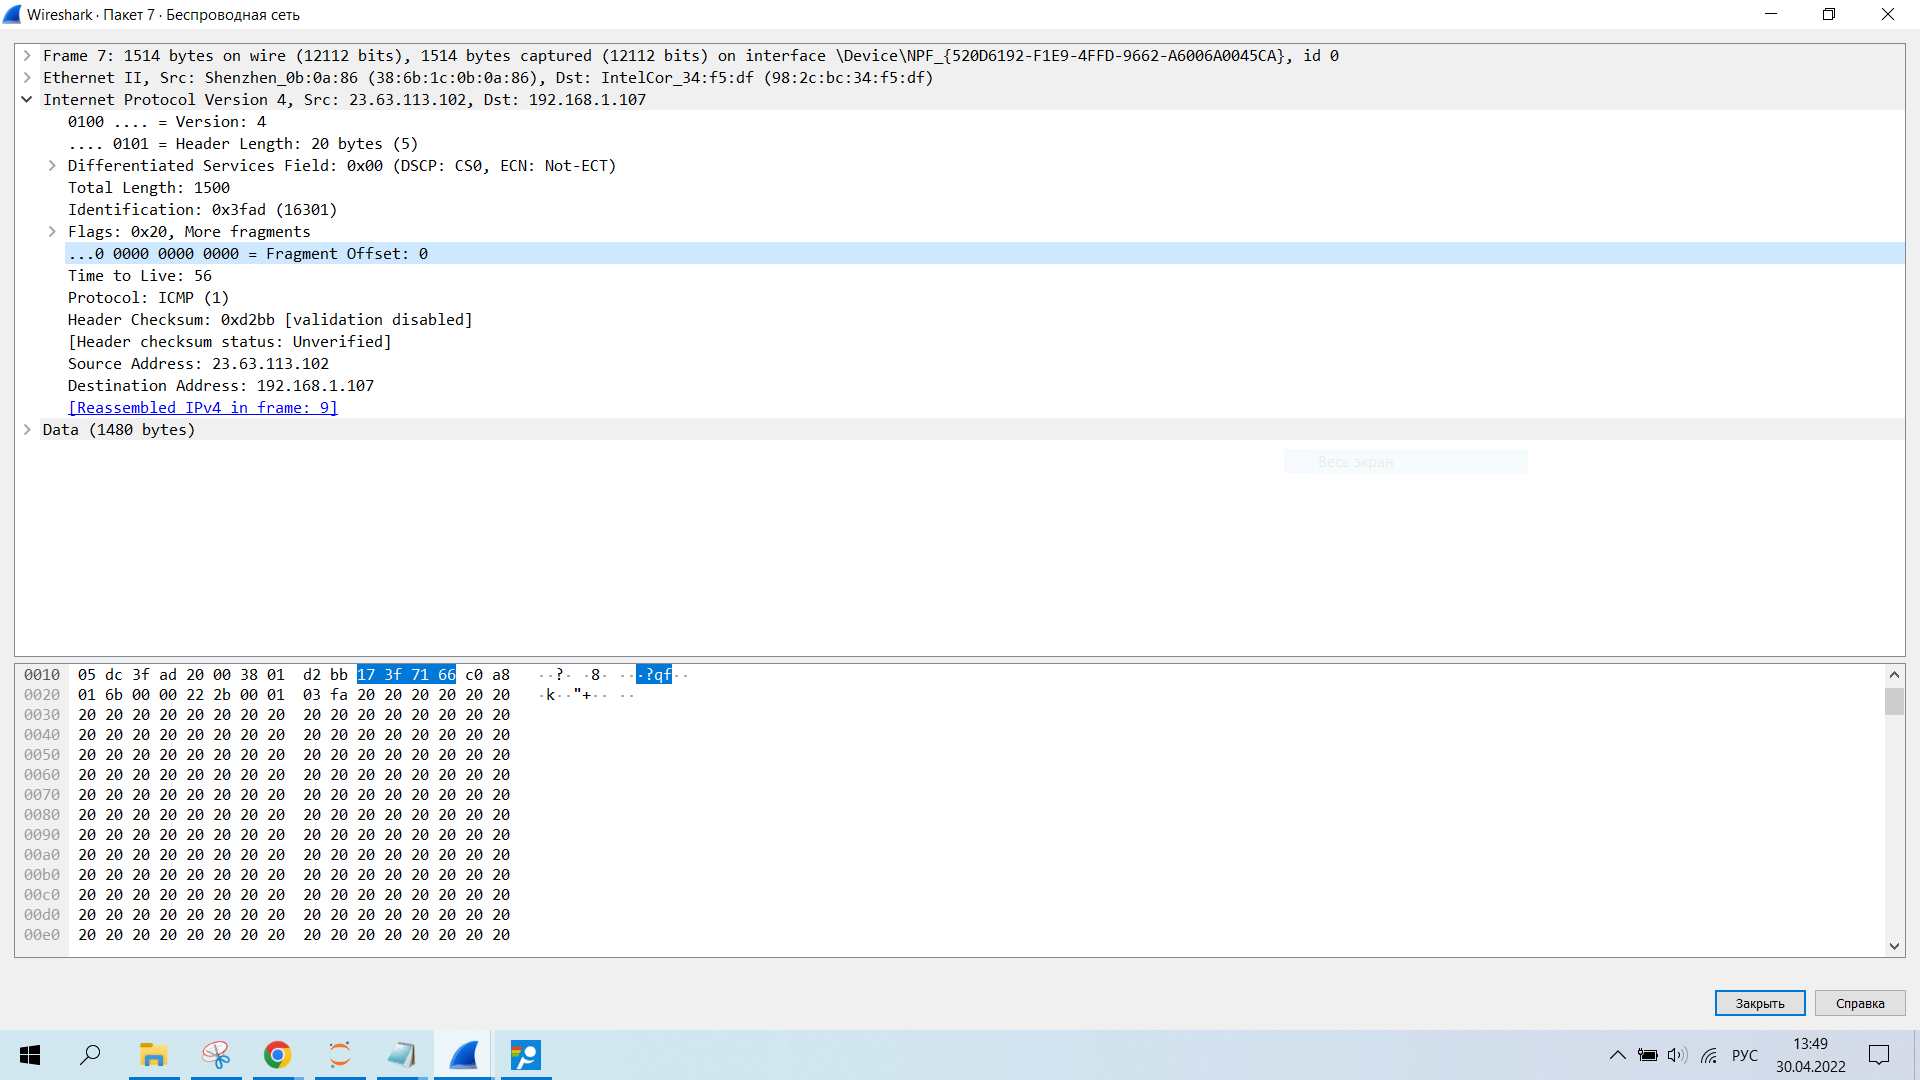 Wireshark · Пакет 7 · Беспроводная сеть
Frame 7: 1514 bytes on wire (12112 bits), 1514 bytes captured (12112 bits) on interface \Device\NPF_{520D6192-F1E9-4FFD-9662-A6006A0045CA}, id 0
Ethernet II, Src: Shenzhen_0b:0a:86 (38:6b:1c:0b:0a:86), Dst: IntelCor_34:f5:df (98:2c:bc:34:f5:df)
Internet Protocol Version 4, Src: 23.63.113.102, Dst: 192.168.1.107
0100 .... = Version: 4
.... 0101 = Header Length: 20 bytes (5)
Differentiated Services Field: 0x00 (DSCP: CS0, ECN: Not-ECT)
Total Length: 1500
Identification: 0x3fad (16301)
Flags: 0x20, More fragments
...0 0000 0000 0000 = Fragment Offset: 0
Time to Live: 56
Protocol: ICMP (1)
Header Checksum: 0xd2bb [validation disabled]
[Header checksum status: Unverified]
Source Address: 23.63.113.102
Destination Address: 192.168.1.107
[Reassembled IPv4 in frame: 9]
Data (1480 bytes)
Весь экран
0010 05 dc 3f ad 20 00 38 01 d2 bb 17 3f 71 66 c0 a8 ··?· ·8· ···?qf··
0020 01 6b 00 00 22 2b 00 01 03 fa 20 20 20 20 20 20 ·k··"+·· ··
0030 20 20 20 20 20 20 20 20 20 20 20 20 20 20 20 20
0040 20 20 20 20 20 20 20 20 20 20 20 20 20 20 20 20
0050 20 20 20 20 20 20 20 20 20 20 20 20 20 20 20 20
0060 20 20 20 20 20 20 20 20 20 20 20 20 20 20 20 20
0070 20 20 20 20 20 20 20 20 20 20 20 20 20 20 20 20
0080 20 20 20 20 20 20 20 20 20 20 20 20 20 20 20 20
0090 20 20 20 20 20 20 20 20 20 20 20 20 20 20 20 20
00a0 20 20 20 20 20 20 20 20 20 20 20 20 20 20 20 20
00b0 20 20 20 20 20 20 20 20 20 20 20 20 20 20 20 20
00c0 20 20 20 20 20 20 20 20 20 20 20 20 20 20 20 20
00d0 20 20 20 20 20 20 20 20 20 20 20 20 20 20 20 20
00e0 20 20 20 20 20 20 20 20 20 20 20 20 20 20 20 20
Закрыть
Справка
РУС
13:49
30.04.2022